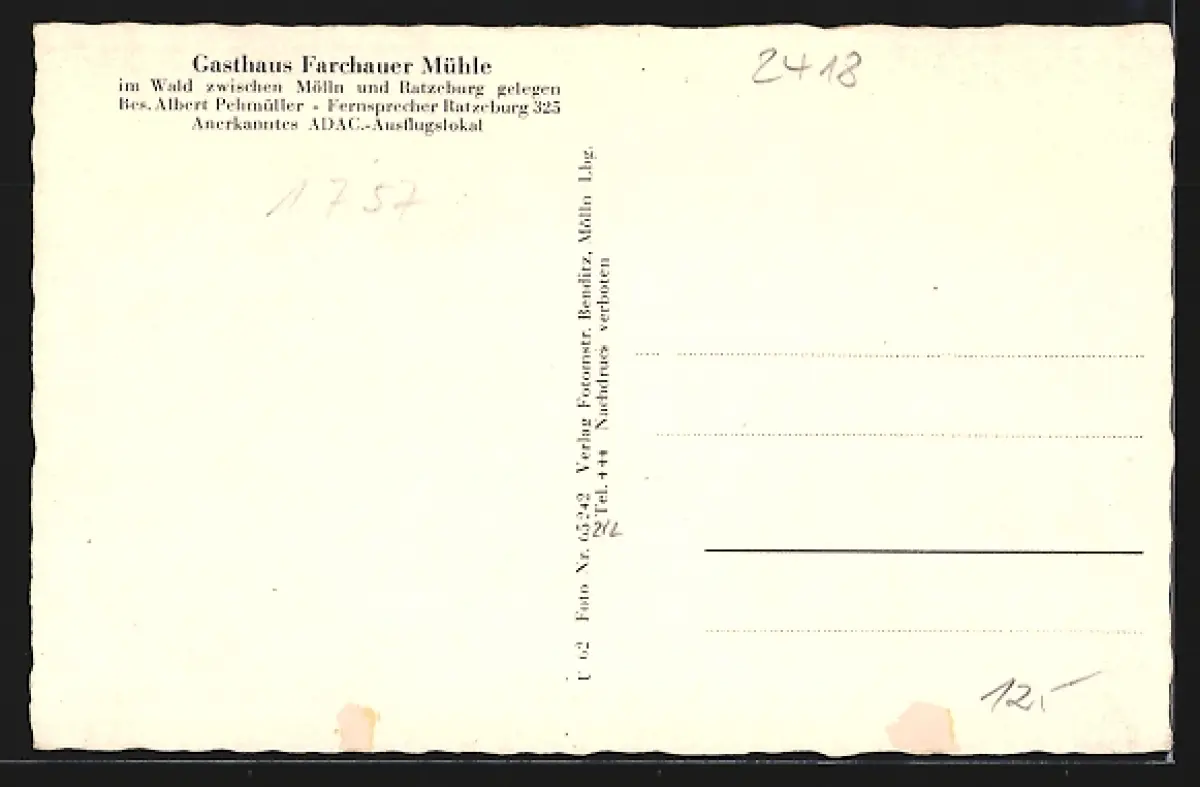 Gasthaus Farchauer Mühle
im Wald zwischen Mölln und Ratzeburg gelegen
Bes. Albert Pehmüller - Fernsprecher Ratzeburg 325
Anerkanntes ADAC.-Ausflugslokal
1757
2418
U 62 Foto Nr. 65242 Verlag Fotomstr. Benditz, Mölln Lbg.
Tel. 444 Nachdruck verboten
12,-